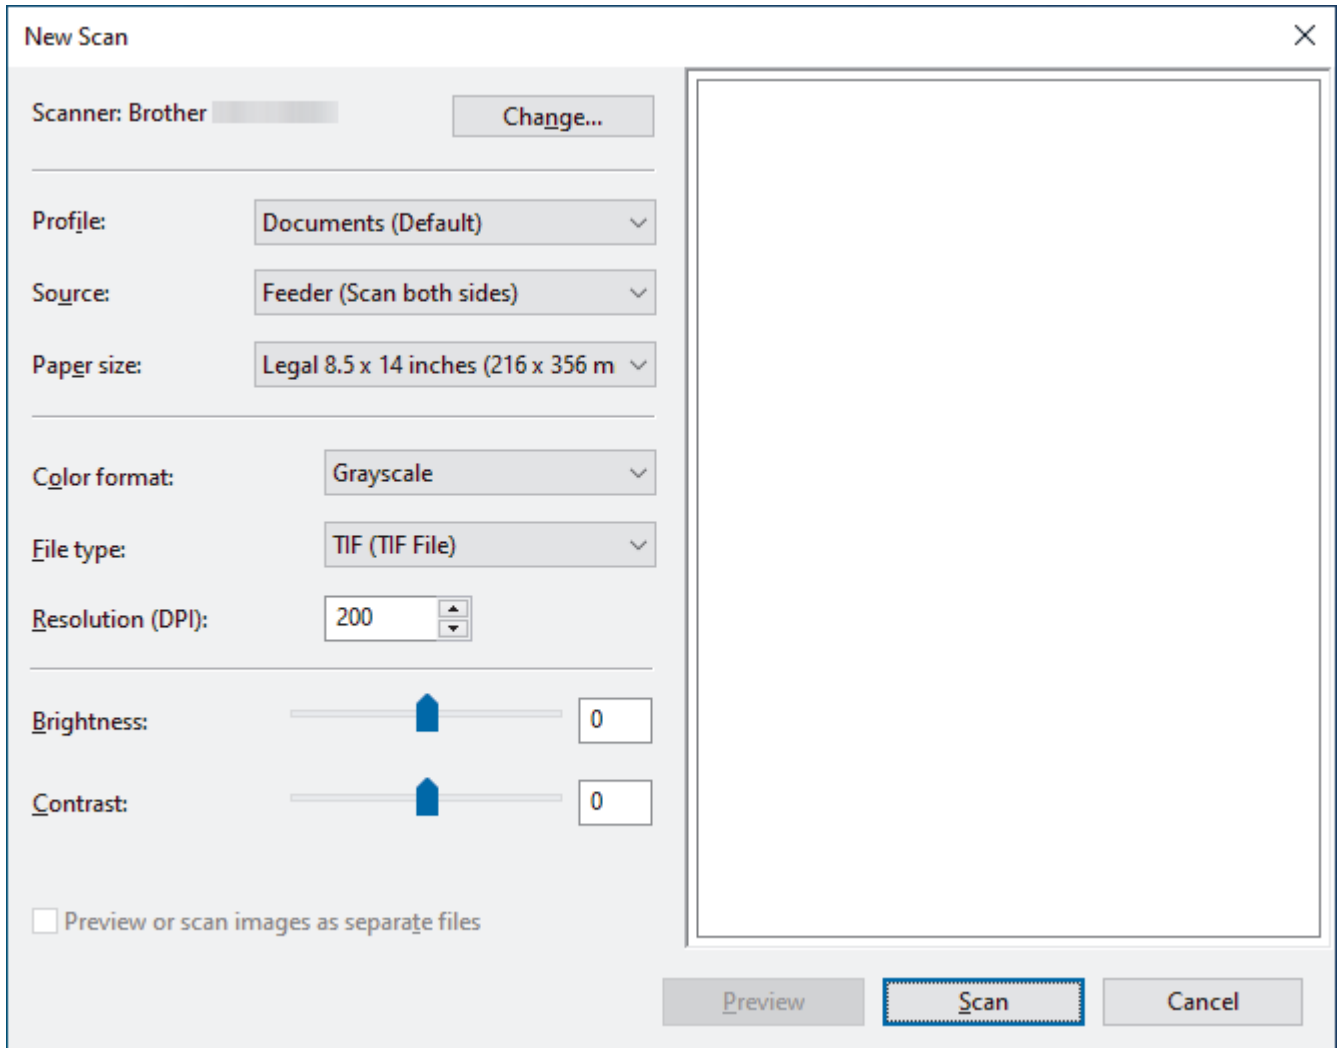 New Scan
Scanner: Brother
Change...
Profile:
Documents (Default)
Source:
Feeder (Scan both sides)
Paper size:
Legal 8.5 x 14 inches (216 x 356 m
Color format:
Grayscale
File type:
TIF (TIF File)
Resolution (DPI):
200
Brightness:
0
Contrast:
0
Preview or scan images as separate files
Preview
Scan
Cancel